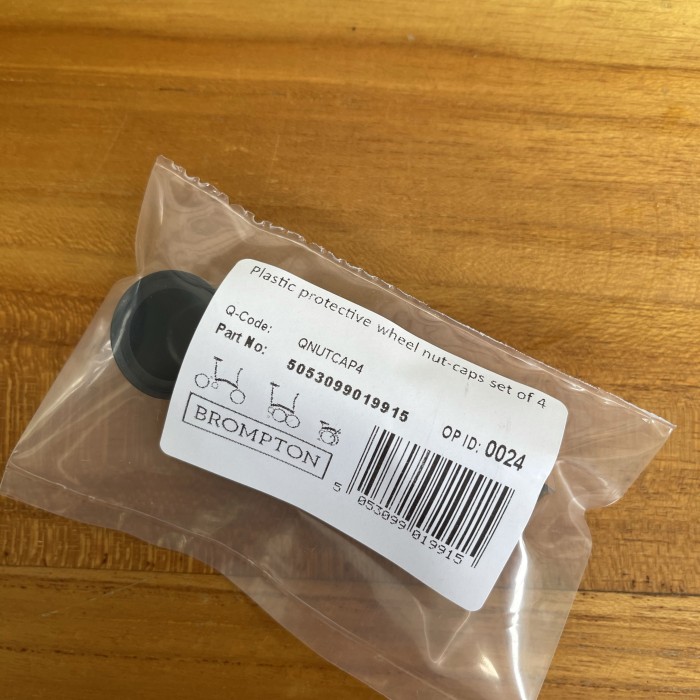 Plastic protective wheel nut-caps set of 4
Q-Code: QNUTCAP4
Part No: 5053099019915
OP ID: 0024
BROMPTON
5 053099 019915